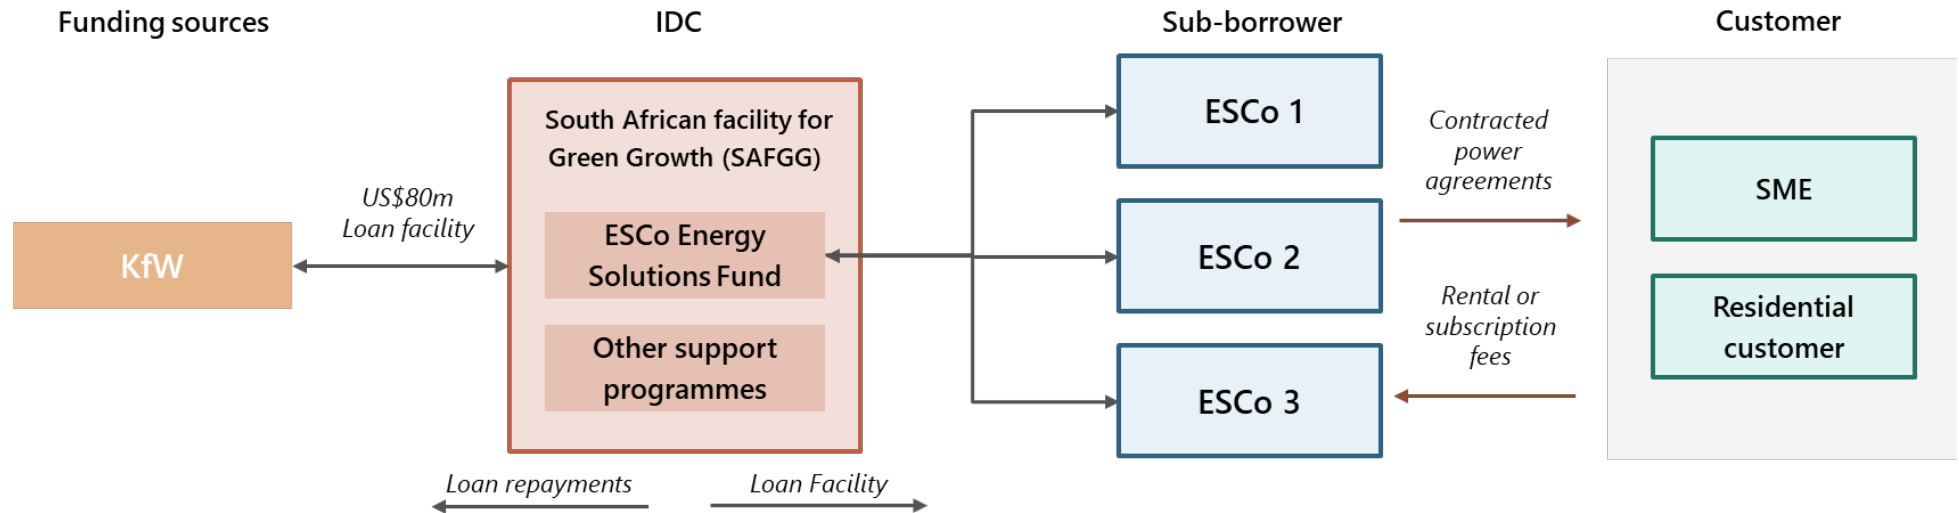 Funding sources
IDC
Sub-borrower
Customer
KfW
US$80m
Loan facility
South African facility for
Green Growth (SAFGG)
ESCo Energy
Solutions Fund
Other support
programmes
ESCo 1
ESCo 2
ESCo 3
Contracted
power
agreements
Rental or
subscription
fees
SME
Residential
customer
Loan repayments
Loan Facility